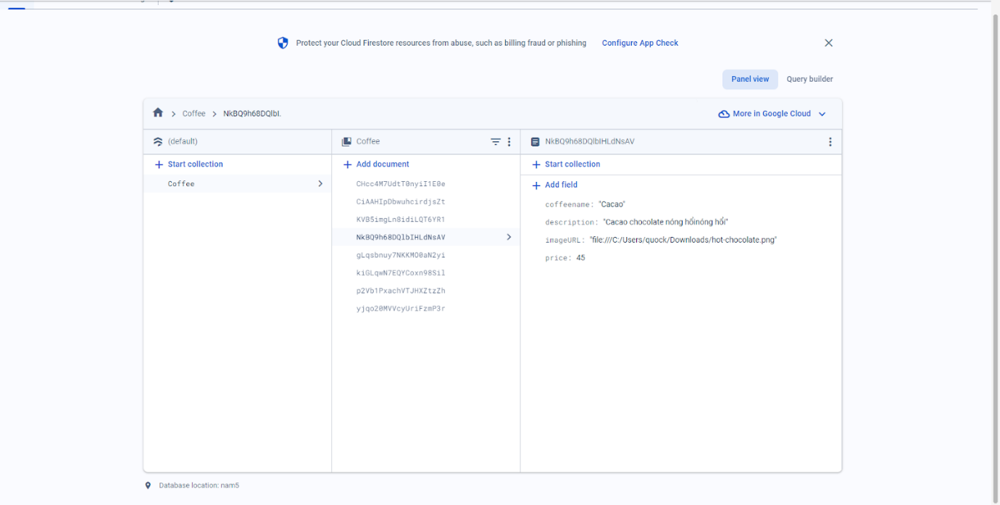 Protect your Cloud Firestore resources from abuse, such as billing fraud or phishing Configure App Check
Panel view Query builder
Coffee NkBQ9h68DQlbI.
More in Google Cloud
(default)
Start collection
Coffee
Coffee
Add document
CHcc4M7UdtT0nyiI1E0e
CiAAHIpDbwuhcirdjsZt
KVB5imgLn8idiLQT6YR1
NkBQ9h68DQlbIHLdNsAV
gLqsbnuy7NKKMO0aN2yi
kiGLqwN7EQYCoxn98Sil
p2Vb1PxachVTJHXZtzZh
yjqo20MVVcyUriFzmP3r
NkBQ9h68DQlbIHLdNsAV
Start collection
Add field
coffeename: "Cacao"
description: "Cacao chocolate nóng hổinóng hổi"
imageURL: "file:///C:/Users/quock/Downloads/hot-chocolate.png"
price: 45
Database location: nam5